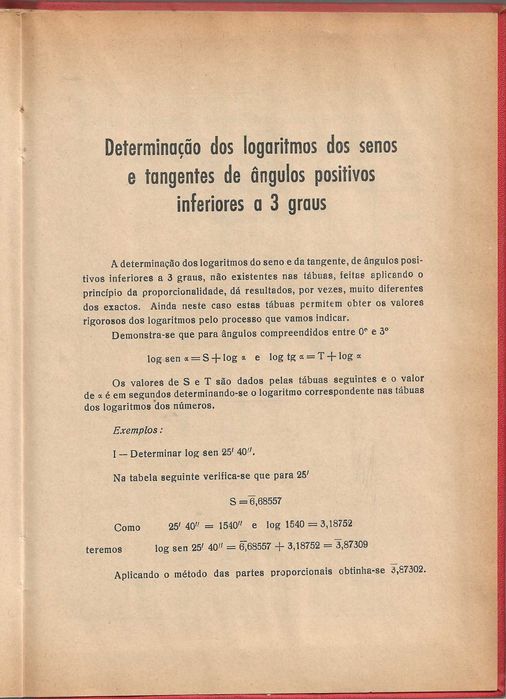 Determinação dos logaritmos dos senos
e tangentes de ângulos positivos
inferiores a 3 graus
A determinação dos logaritmos do seno e da tangente, de ângulos posi-
tivos inferiores a 3 graus, não existentes nas tábuas, feitas aplicando o
princípio da proporcionalidade, dá resultados, por vezes, muito diferentes
dos exactos. Ainda neste caso estas tábuas permitem obter os valores
rigorosos dos logaritmos pelo processo que vamos indicar.
Demonstra-se que para ângulos compreendidos entre 0° e 3°
log sen α = S + log α e log tg α = T + log α
Os valores de S e T são dados pelas tábuas seguintes e o valor
de α é em segundos determinando-se o logaritmo correspondente nas tábuas
dos logaritmos dos números.
Exemplos :
I — Determinar log sen 25′ 40″.
Na tabela seguinte verifica-se que para 25′
S = 6̅,68557
Como 25′ 40″ = 1540″ e log 1540 = 3,18752
teremos log sen 25′ 40″ = 6̅,68557 + 3,18752 = 3̅,87309
Aplicando o método das partes proporcionais obtinha-se 3̅,87302.